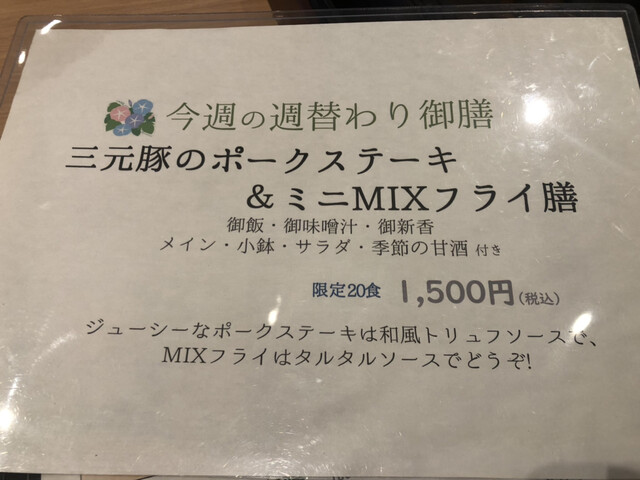 今週の週替わり御膳
三元豚のポークステーキ
&ミニMIXフライ膳
御飯・御味噌汁・御新香
メイン・小鉢・サラダ・季節の甘酒 付き
限定20食 1,500円(税込)
ジューシーなポークステーキは和風トリュフソースで、
MIXフライはタルタルソースでどうぞ!